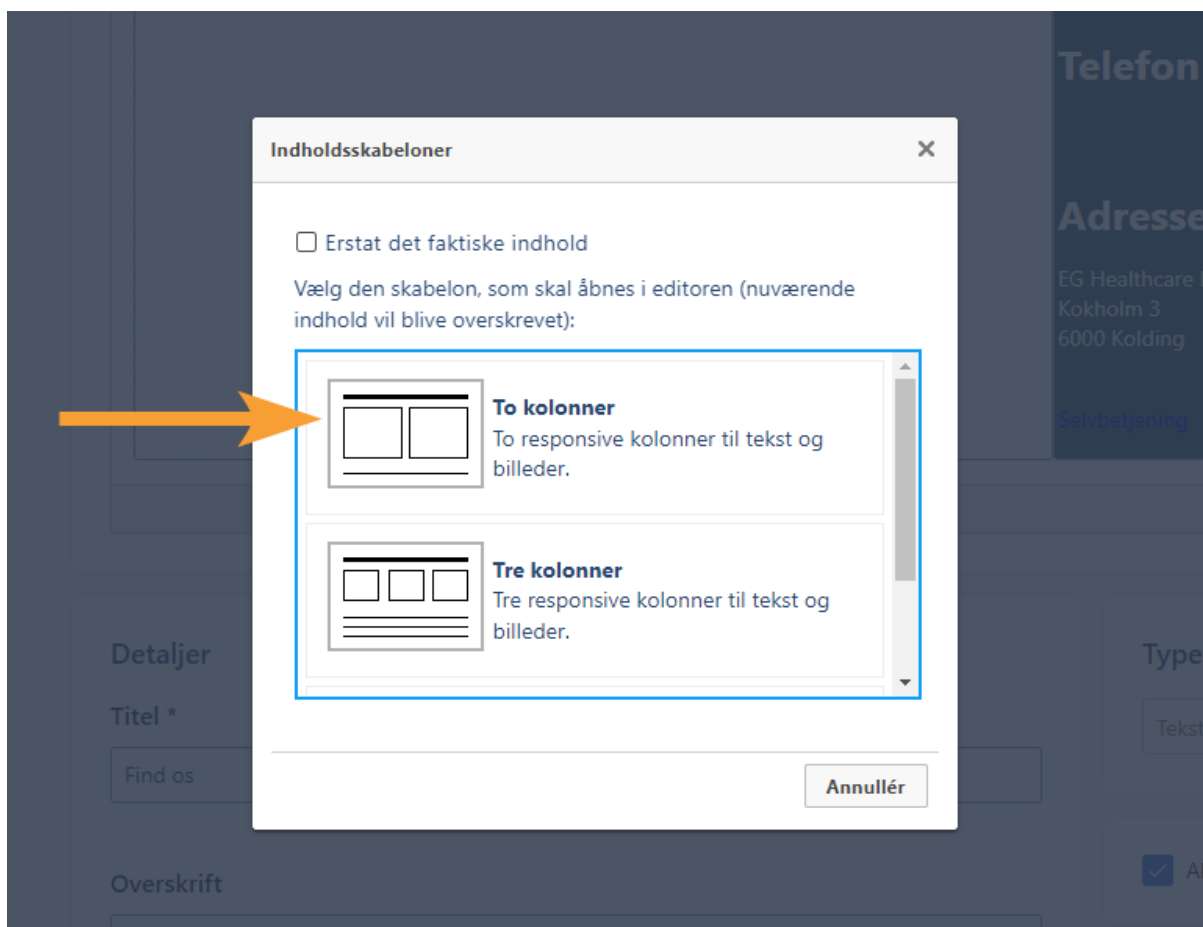 Telefon
Indholdsskabeloner
Erstat det faktiske indhold
Vælg den skabelon, som skal åbnes i editoren (nuværende
indhold vil blive overskrevet):
To kolonner
To responsive kolonner til tekst og
billeder.
Tre kolonner
Tre responsive kolonner til tekst og
billeder.
Annullér
Adresse
EG Healthcare
Kokholm 3
6000 Kolding
Selvbetjening
Detaljer
Titel *
Find os
Overskrift
Type
Tekst